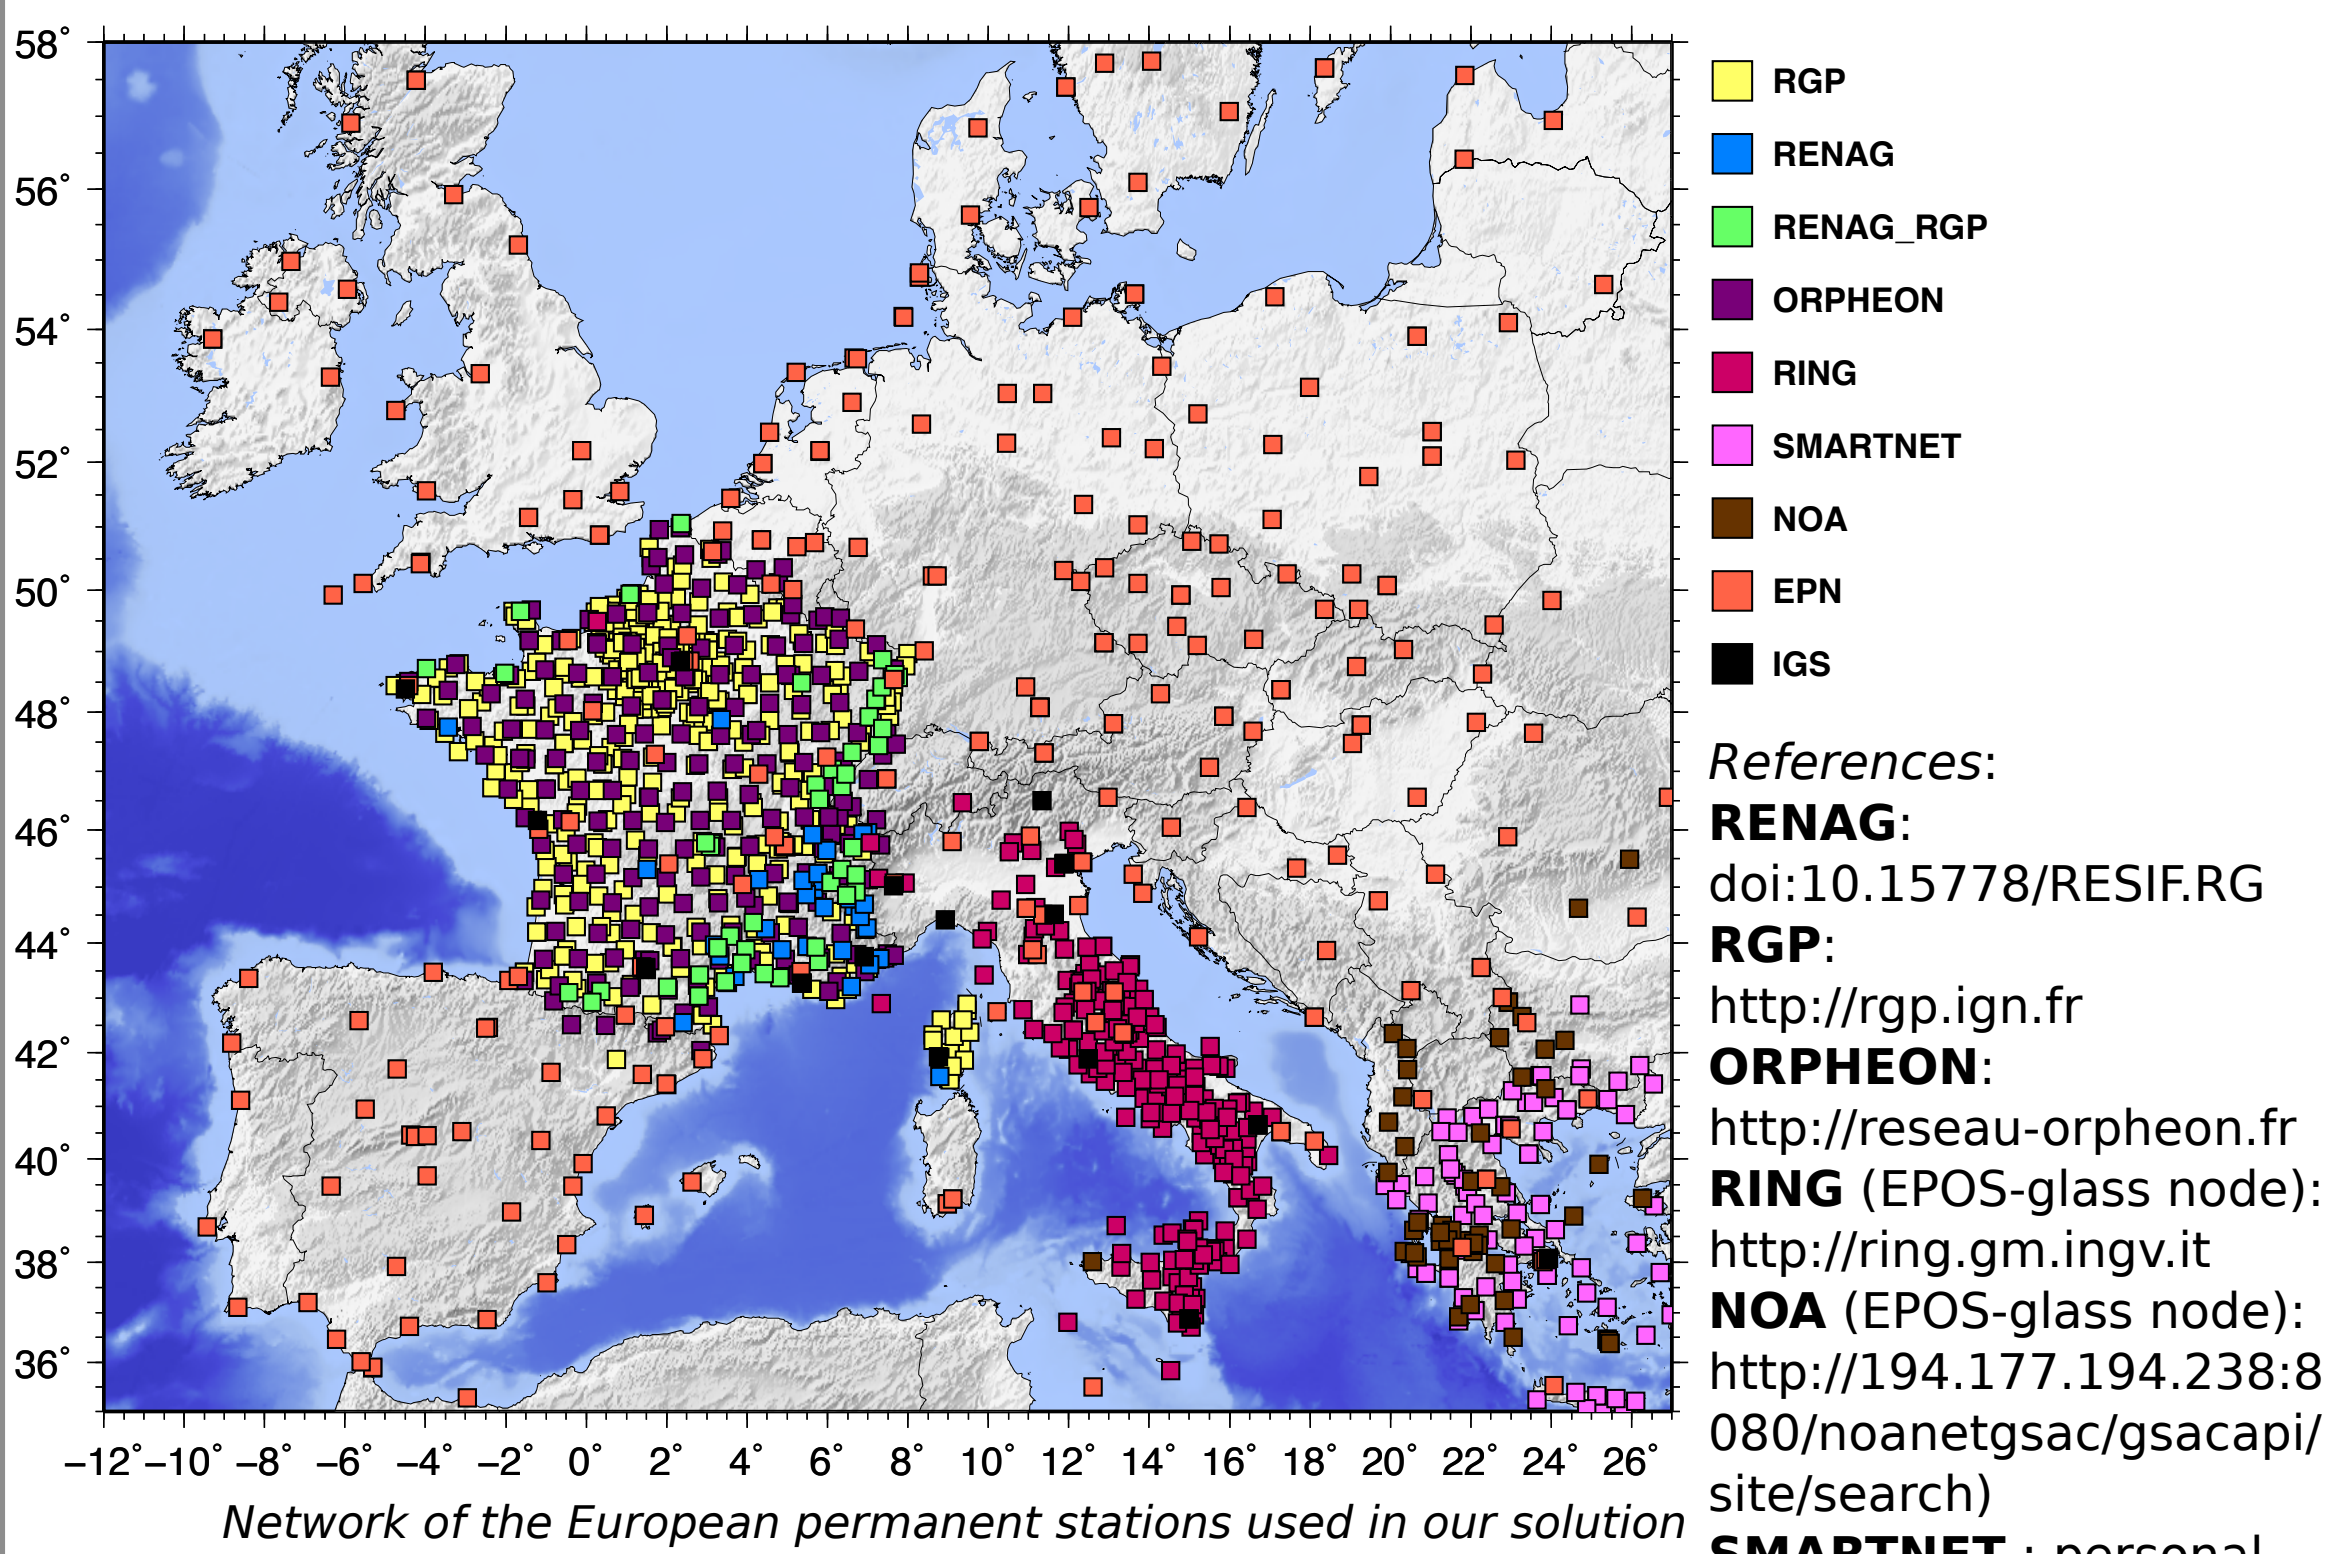 58°
56°
54°
52°
50°
48°
46°
44°
42°
40°
38°
36°
−12° −10° −8° −6° −4° −2° 0° 2° 4° 6° 8° 10° 12° 14° 16° 18° 20° 22° 24° 26°
Network of the European permanent stations used in our solution
RGP
RENAG
RENAG_RGP
ORPHEON
RING
SMARTNET
NOA
EPN
IGS
References:
RENAG:
doi:10.15778/RESIF.RG
RGP:
http://rgp.ign.fr
ORPHEON:
http://reseau-orpheon.fr
RING (EPOS-glass node):
http://ring.gm.ingv.it
NOA (EPOS-glass node):
http://194.177.194.238:8
080/noanetgsac/gsacapi/
site/search)
SMARTNET : personal